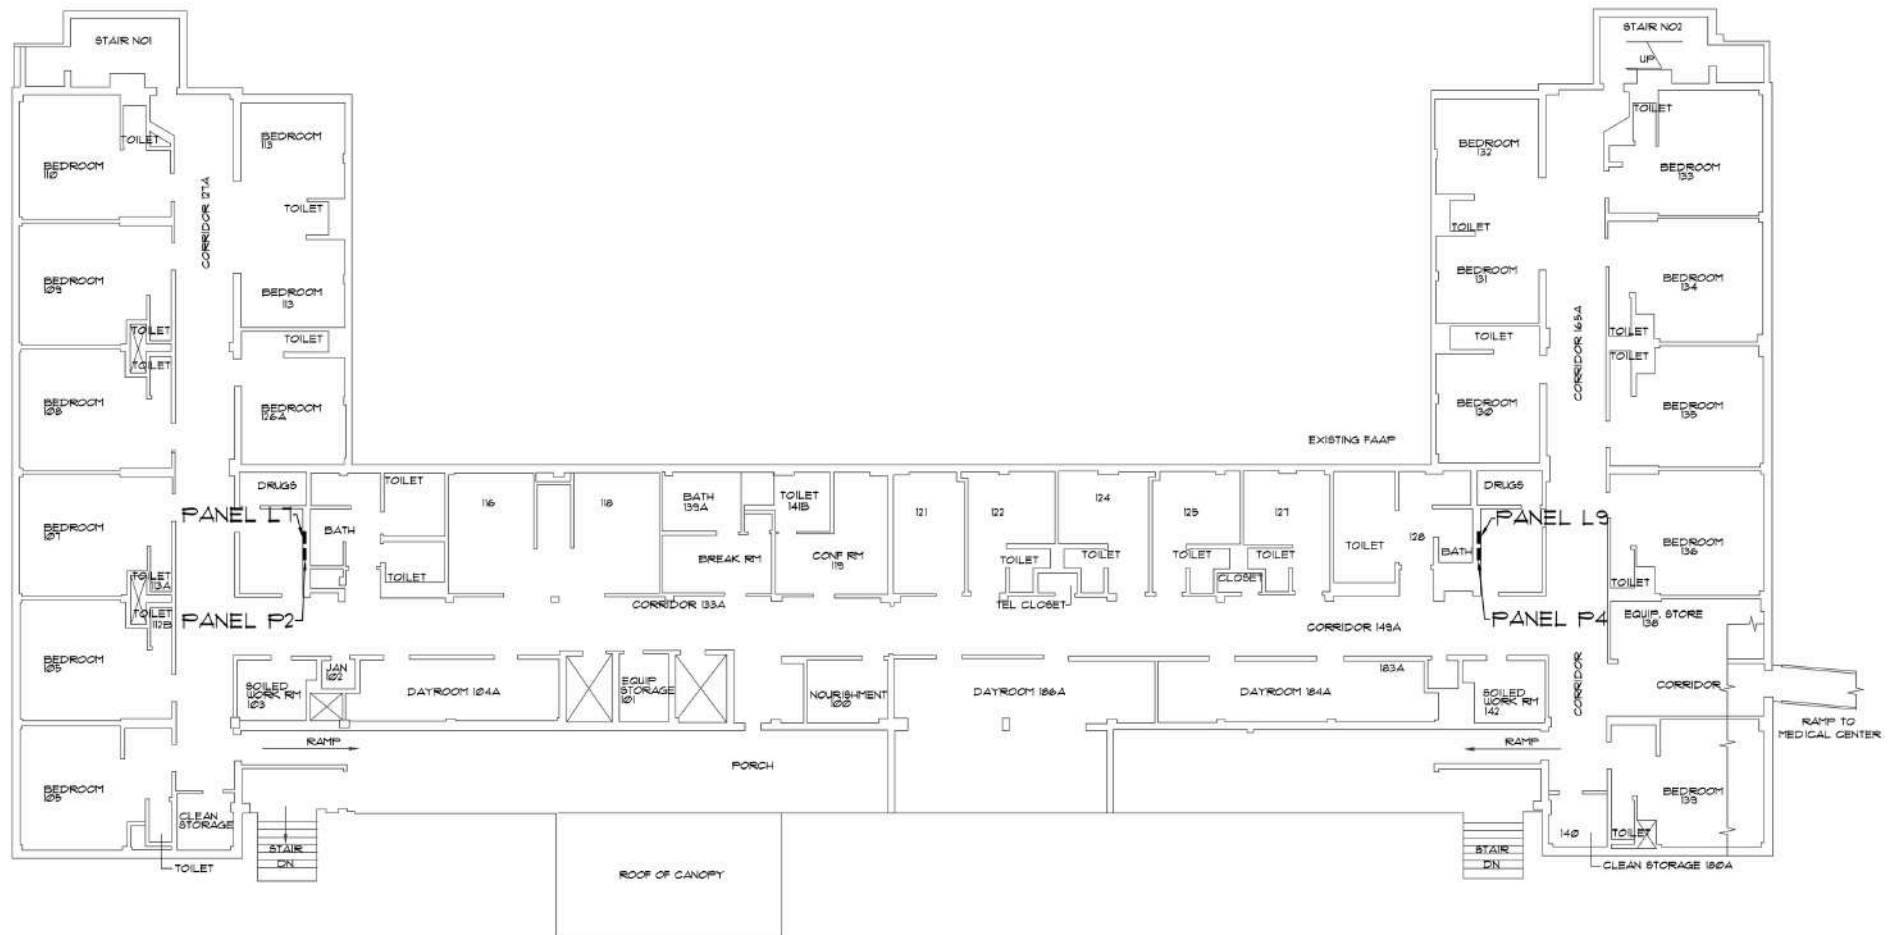 STAIR NO1
STAIR NO2
UP
TOILET
BEDROOM
110
TOILET
BEDROOM
113
CORRIDOR 127A
TOILET
BEDROOM
132
BEDROOM
133
TOILET
BEDROOM
109
BEDROOM
113
BEDROOM
131
BEDROOM
134
CORRIDOR 165A
TOILET
TOILET
TOILET
TOILET
TOILET
TOILET
BEDROOM
108
BEDROOM
126A
BEDROOM
130
BEDROOM
135
EXISTING FAAP
DRUGS
TOILET
116
118
BATH
139A
TOILET
141B
121
122
124
125
127
DRUGS
PANEL L7
BATH
BREAK RM
CONF RM
119
TOILET
128
BATH
PANEL L9
BEDROOM
107
BEDROOM
136
TOILET
TOILET
TOILET
TOILET
CLOSET
TOILET
113A
TOILET
TOILET
TOILET
112B
PANEL P2
CORRIDOR 133A
TEL CLOSET
CORRIDOR 149A
PANEL P4
EQUIP. STORE
138
BEDROOM
105
SOILED
WORK RM
103
JAN
102
DAYROOM 104A
EQUIP
STORAGE
101
NOURISHMENT
100
DAYROOM 186A
DAYROOM 184A
183A
SOILED
WORK RM
142
CORRIDOR
CORRIDOR
RAMP TO
MEDICAL CENTER
RAMP
PORCH
RAMP
BEDROOM
105
CLEAN
STORAGE
BEDROOM
139
140
TOILET
STAIR
DN
STAIR
DN
TOILET
ROOF OF CANOPY
CLEAN STORAGE 180A